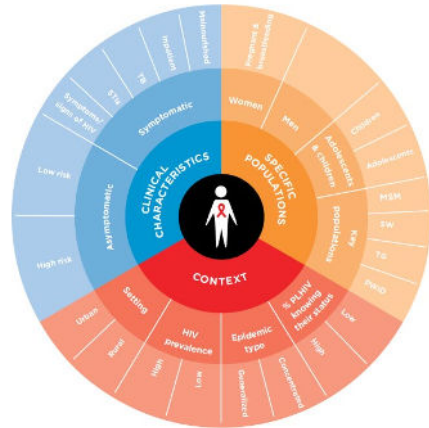 CLINICAL
CHARACTERISTICS
Symptomatic
Malnourished
Inpatient
TB
STIs
Symptoms/
signs of HIV
Asymptomatic
Low risk
High risk
SPECIFIC
POPULATIONS
Women
Pregnant &
breastfeeding
Men
Adolescents
& children
Children
Adolescents
Key
populations
MSM
SW
TG
PWID
CONTEXT
Setting
Urban
Rural
HIV
prevalence
High
Low
Epidemic
type
Generalized
Concentrated
% PLHIV
knowing
their status
High
Low